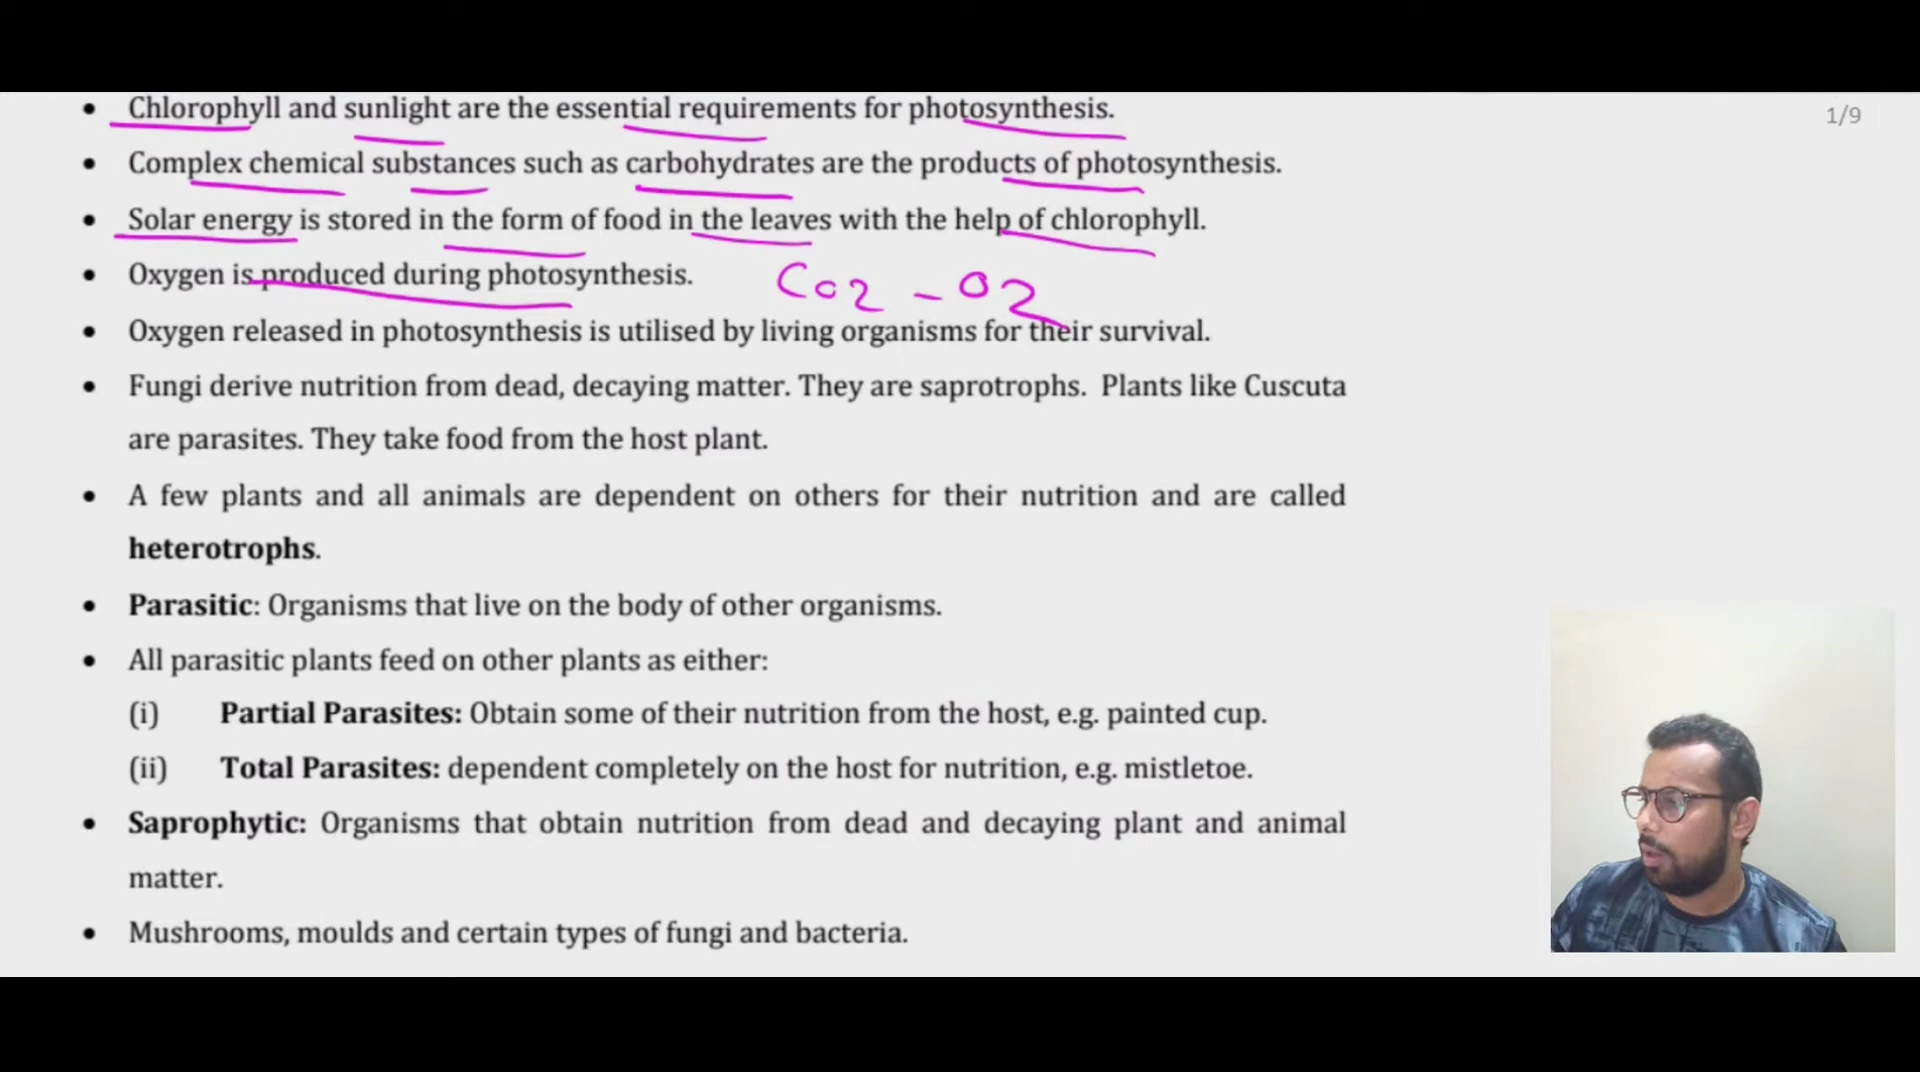 • Chlorophyll and sunlight are the essential requirements for photosynthesis.
1/9
• Complex chemical substances such as carbohydrates are the products of photosynthesis.
• Solar energy is stored in the form of food in the leaves with the help of chlorophyll.
• Oxygen is produced during photosynthesis.
Co2 - O2
• Oxygen released in photosynthesis is utilised by living organisms for their survival.
• Fungi derive nutrition from dead, decaying matter. They are saprotrophs. Plants like Cuscuta
are parasites. They take food from the host plant.
• A few plants and all animals are dependent on others for their nutrition and are called
heterotrophs.
• Parasitic: Organisms that live on the body of other organisms.
• All parasitic plants feed on other plants as either:
(i) Partial Parasites: Obtain some of their nutrition from the host, e.g. painted cup.
(ii) Total Parasites: dependent completely on the host for nutrition, e.g. mistletoe.
• Saprophytic: Organisms that obtain nutrition from dead and decaying plant and animal
matter.
• Mushrooms, moulds and certain types of fungi and bacteria.